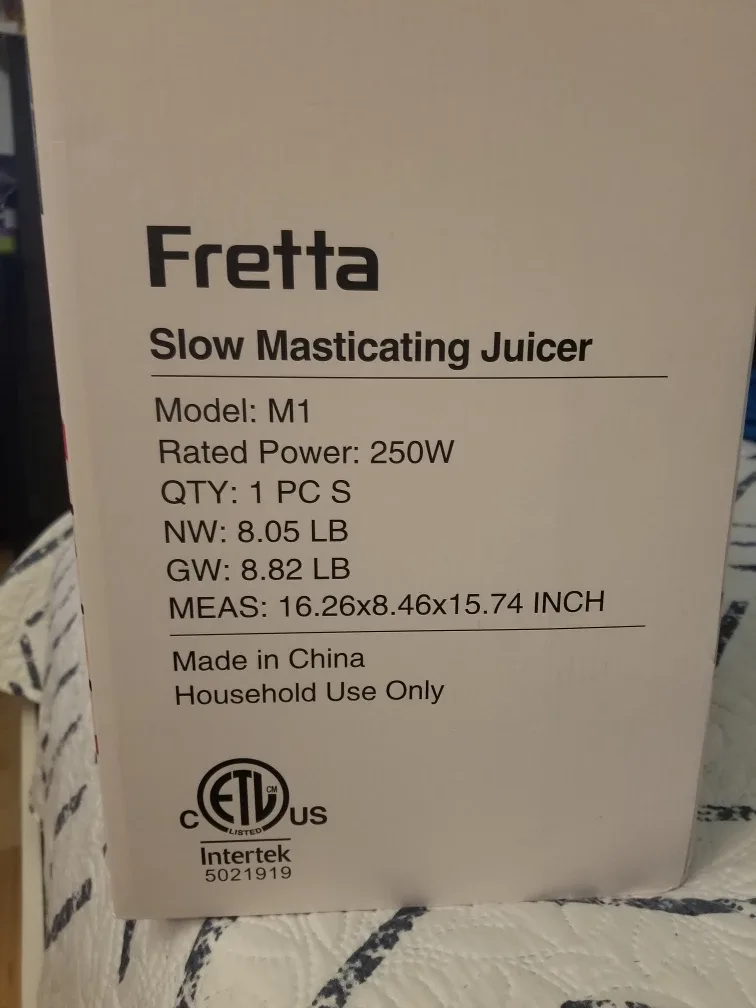 Fretta
Slow Masticating Juicer
Model: M1
Rated Power: 250W
QTY: 1 PC S
NW: 8.05 LB
GW: 8.82 LB
MEAS: 16.26x8.46x15.74 INCH
Made in China
Household Use Only
C ETL CM US
LISTED
Intertek
5021919